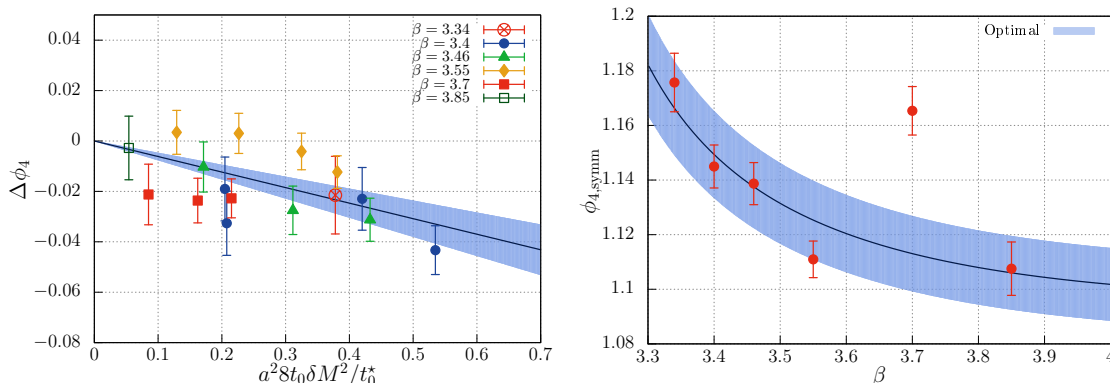 0.04
0.02
0
−0.02
−0.04
−0.06
−0.08
0
0.1
0.2
0.3
0.4
0.5
0.6
0.7
Δϕ₄
a²8t₀δM²/t₀⋆
β = 3.34
β = 3.4
β = 3.46
β = 3.55
β = 3.7
β = 3.85
1.2
1.18
1.16
1.14
1.12
1.1
1.08
3.3
3.4
3.5
3.6
3.7
3.8
3.9
4
ϕ₄,symm
β
Optimal